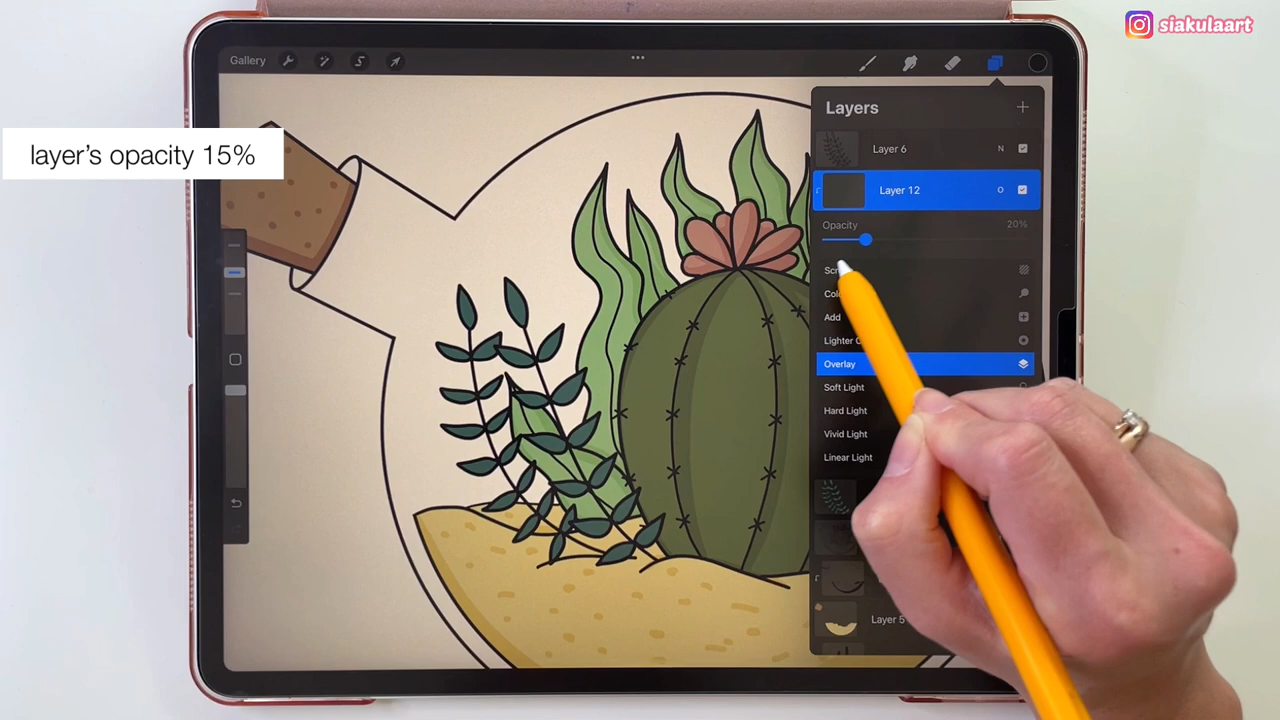 siakulaart
Gallery
Layers
layer's opacity 15%
Layer 6 N
Layer 12 O
Opacity 20%
Add
Overlay
Soft Light
Hard Light
Vivid Light
Linear Light
Layer 5